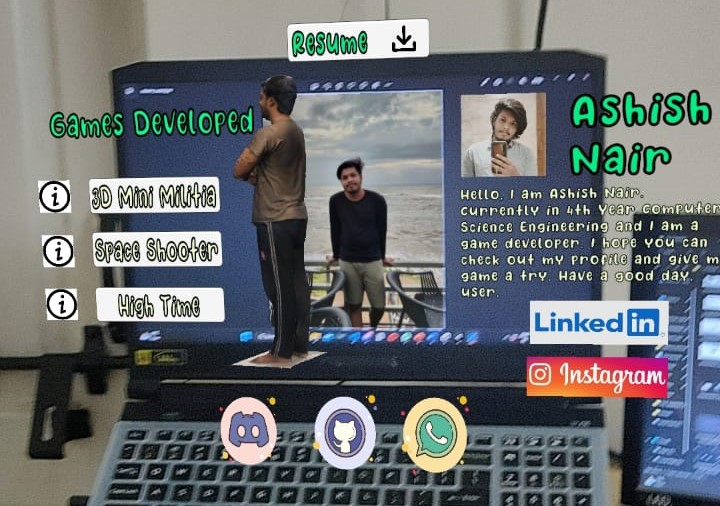 Resume
Games Developed
3D Mini Militia
Space Shooter
High Time
Ashish
Nair
Hello, I am Ashish Nair,
currently in 4th Year Computer
Science Engineering and I am a
game developer. I hope you can
check out my profile and give m
game a try. Have a good day,
user.
Linked in
Instagram